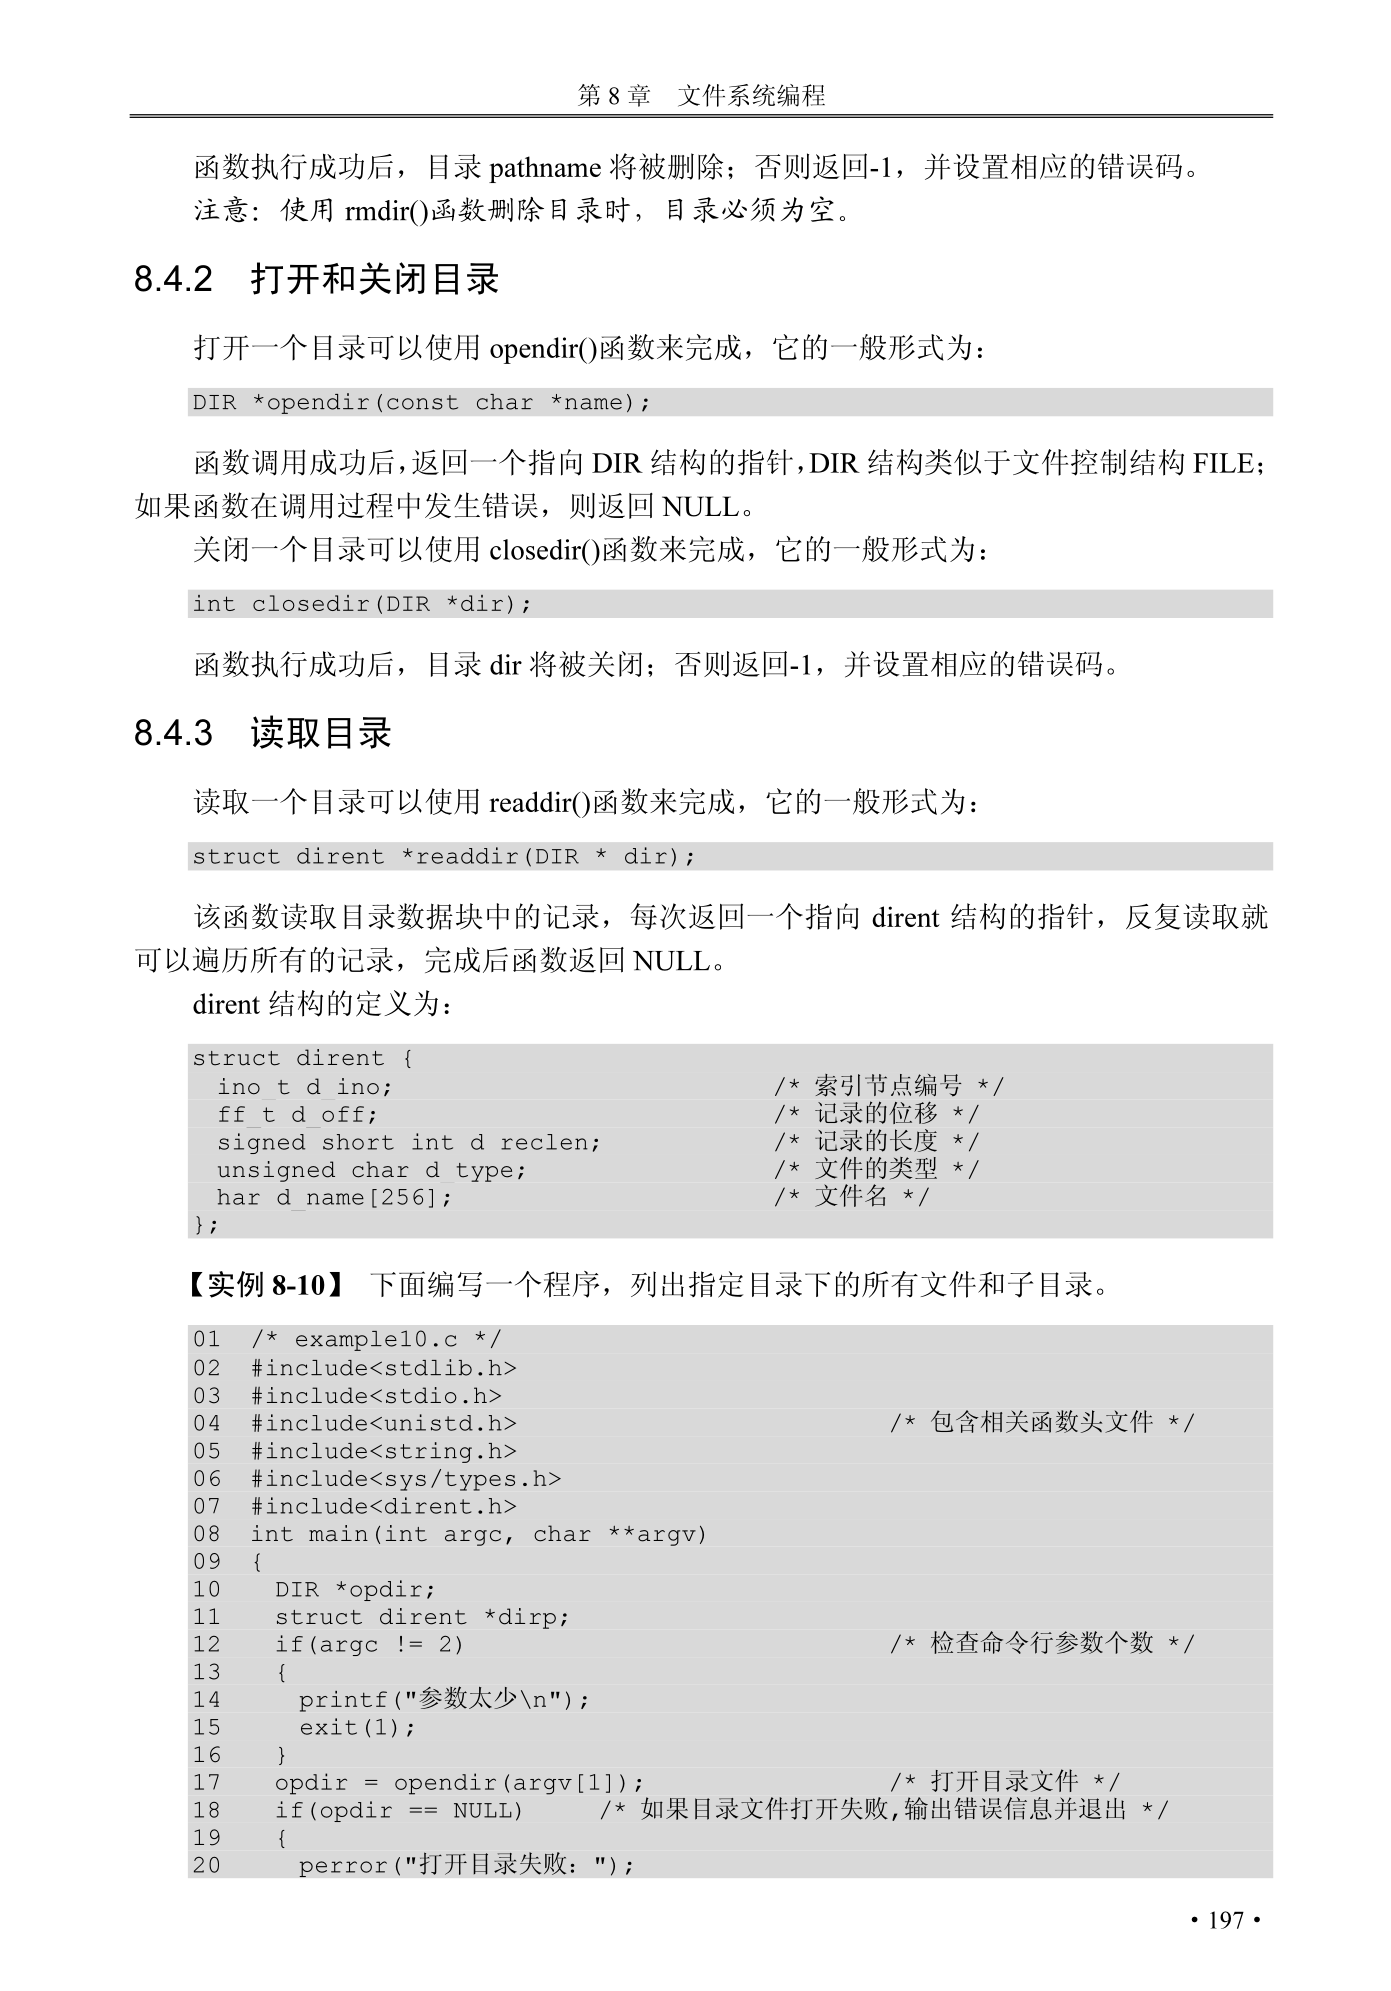 第 8 章　文件系统编程
函数执行成功后，目录 pathname 将被删除；否则返回-1，并设置相应的错误码。
注意：使用 rmdir()函数删除目录时，目录必须为空。
8.4.2　打开和关闭目录
打开一个目录可以使用 opendir()函数来完成，它的一般形式为：
DIR *opendir(const char *name);
函数调用成功后，返回一个指向 DIR 结构的指针，DIR 结构类似于文件控制结构 FILE；
如果函数在调用过程中发生错误，则返回 NULL。
关闭一个目录可以使用 closedir()函数来完成，它的一般形式为：
int closedir(DIR *dir);
函数执行成功后，目录 dir 将被关闭；否则返回-1，并设置相应的错误码。
8.4.3　读取目录
读取一个目录可以使用 readdir()函数来完成，它的一般形式为：
struct dirent *readdir(DIR * dir);
该函数读取目录数据块中的记录，每次返回一个指向 dirent 结构的指针，反复读取就
可以遍历所有的记录，完成后函数返回 NULL。
dirent 结构的定义为：
struct dirent {
ino_t d_ino; /* 索引节点编号 */
ff_t d_off; /* 记录的位移 */
signed short int d_reclen; /* 记录的长度 */
unsigned char d_type; /* 文件的类型 */
har d_name[256]; /* 文件名 */
};
【实例 8-10】 下面编写一个程序，列出指定目录下的所有文件和子目录。
01 /* example10.c */
02 #include<stdlib.h>
03 #include<stdio.h>
04 #include<unistd.h> /* 包含相关函数头文件 */
05 #include<string.h>
06 #include<sys/types.h>
07 #include<dirent.h>
08 int main(int argc, char **argv)
09 {
10 DIR *opdir;
11 struct dirent *dirp;
12 if(argc != 2) /* 检查命令行参数个数 */
13 {
14 printf("参数太少\n");
15 exit(1);
16 }
17 opdir = opendir(argv[1]); /* 打开目录文件 */
18 if(opdir == NULL) /* 如果目录文件打开失败,输出错误信息并退出 */
19 {
20 perror("打开目录失败：");
• 197 •